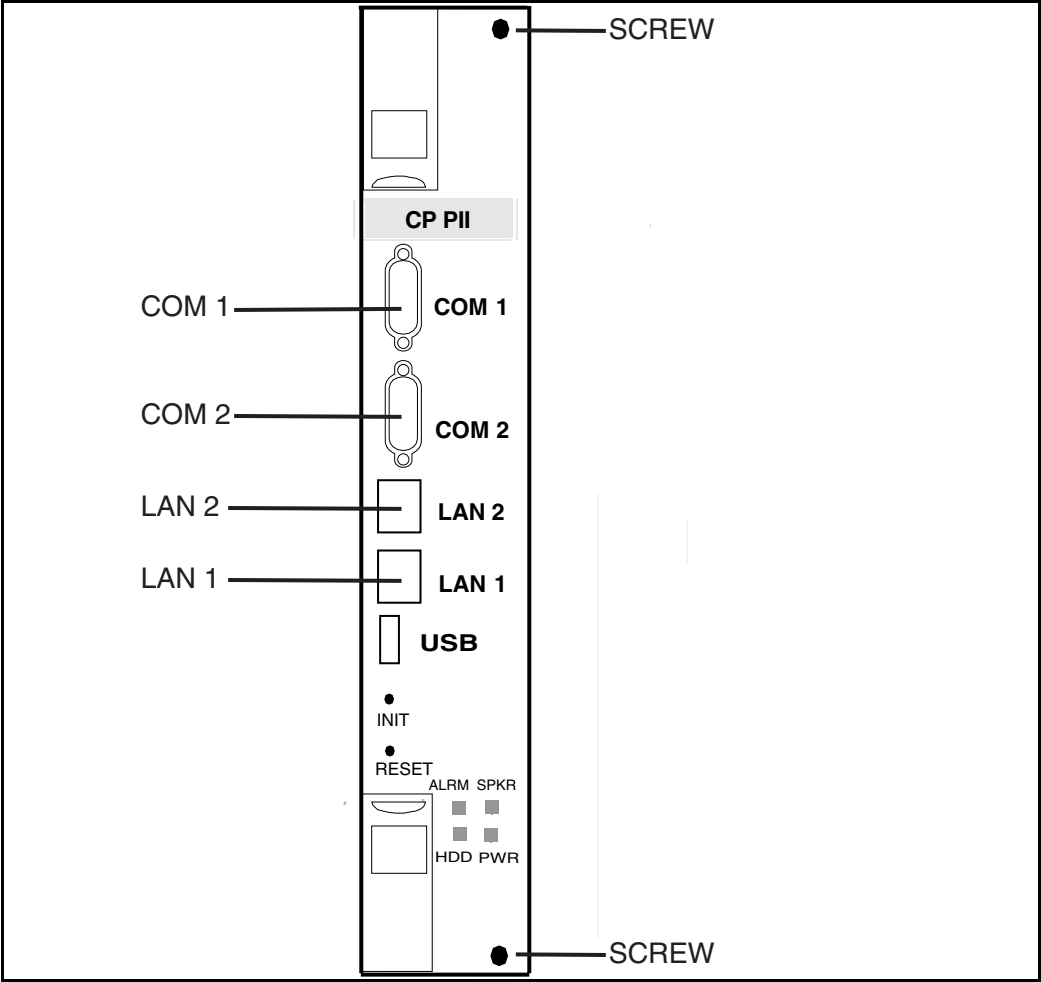 SCREW
CP PII
COM 1 COM 1
COM 2 COM 2
LAN 2 LAN 2
LAN 1 LAN 1
USB
INIT
RESET
ALRM SPKR
HDD PWR
SCREW